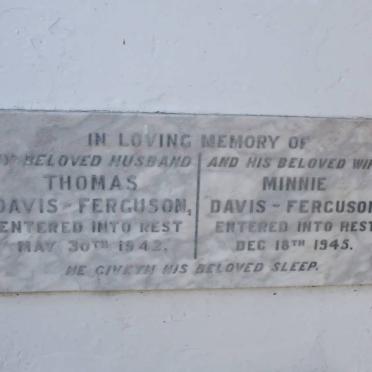 IN LOVING MEMORY OF
MY BELOVED HUSBAND
THOMAS
DAVIS-FERGUSON,
ENTERED INTO REST
MAY 30TH 1942.
AND HIS BELOVED WIFE
MINNIE
DAVIS-FERGUSON
ENTERED INTO REST
DEC 18TH 1945.
HE GIVETH HIS BELOVED SLEEP.